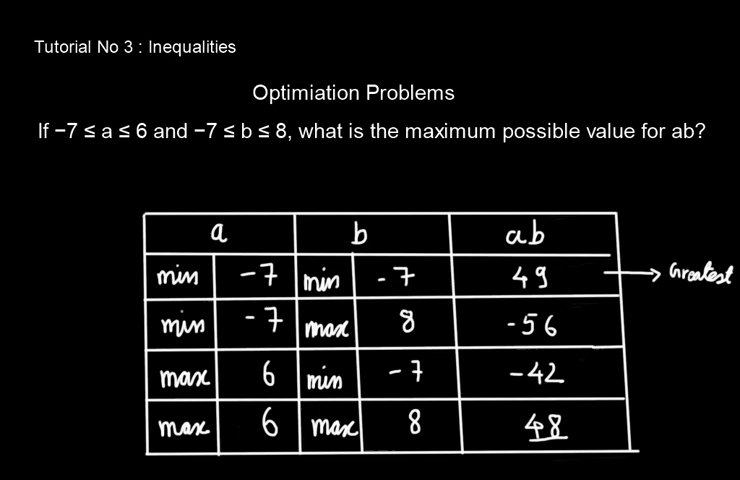 Tutorial No 3 : Inequalities
Optimiation Problems
If −7 ≤ a ≤ 6 and −7 ≤ b ≤ 8, what is the maximum possible value for ab?
a b ab
min -7 min -7 49 → Greatest
min -7 max 8 -56
max 6 min -7 -42
max 6 max 8 48